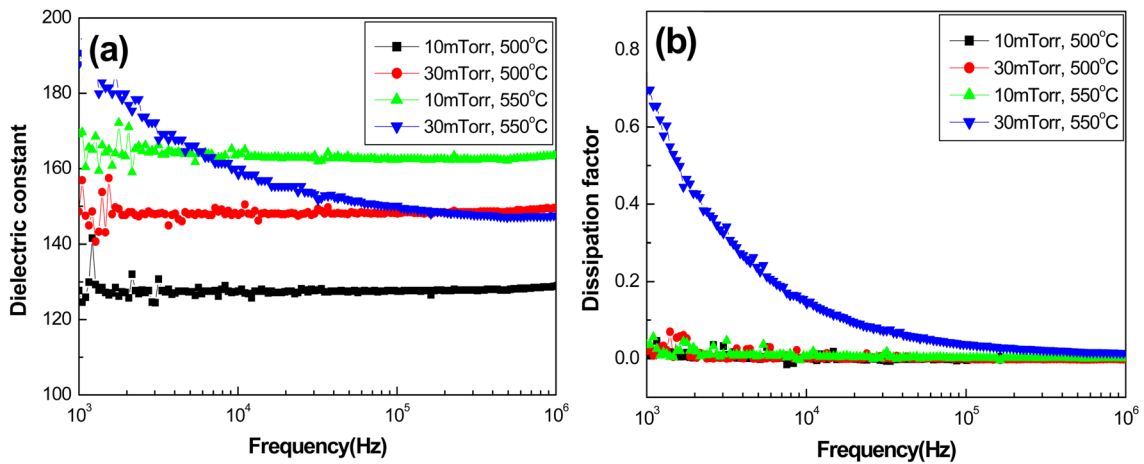 (a)
10mTorr, 500°C
30mTorr, 500°C
10mTorr, 550°C
30mTorr, 550°C
Dielectric constant
200
180
160
140
120
100
10³
10⁴
10⁵
10⁶
Frequency(Hz)
(b)
10mTorr, 500°C
30mTorr, 500°C
10mTorr, 550°C
30mTorr, 550°C
Dissipation factor
0.8
0.6
0.4
0.2
0.0
10³
10⁴
10⁵
10⁶
Frequency(Hz)